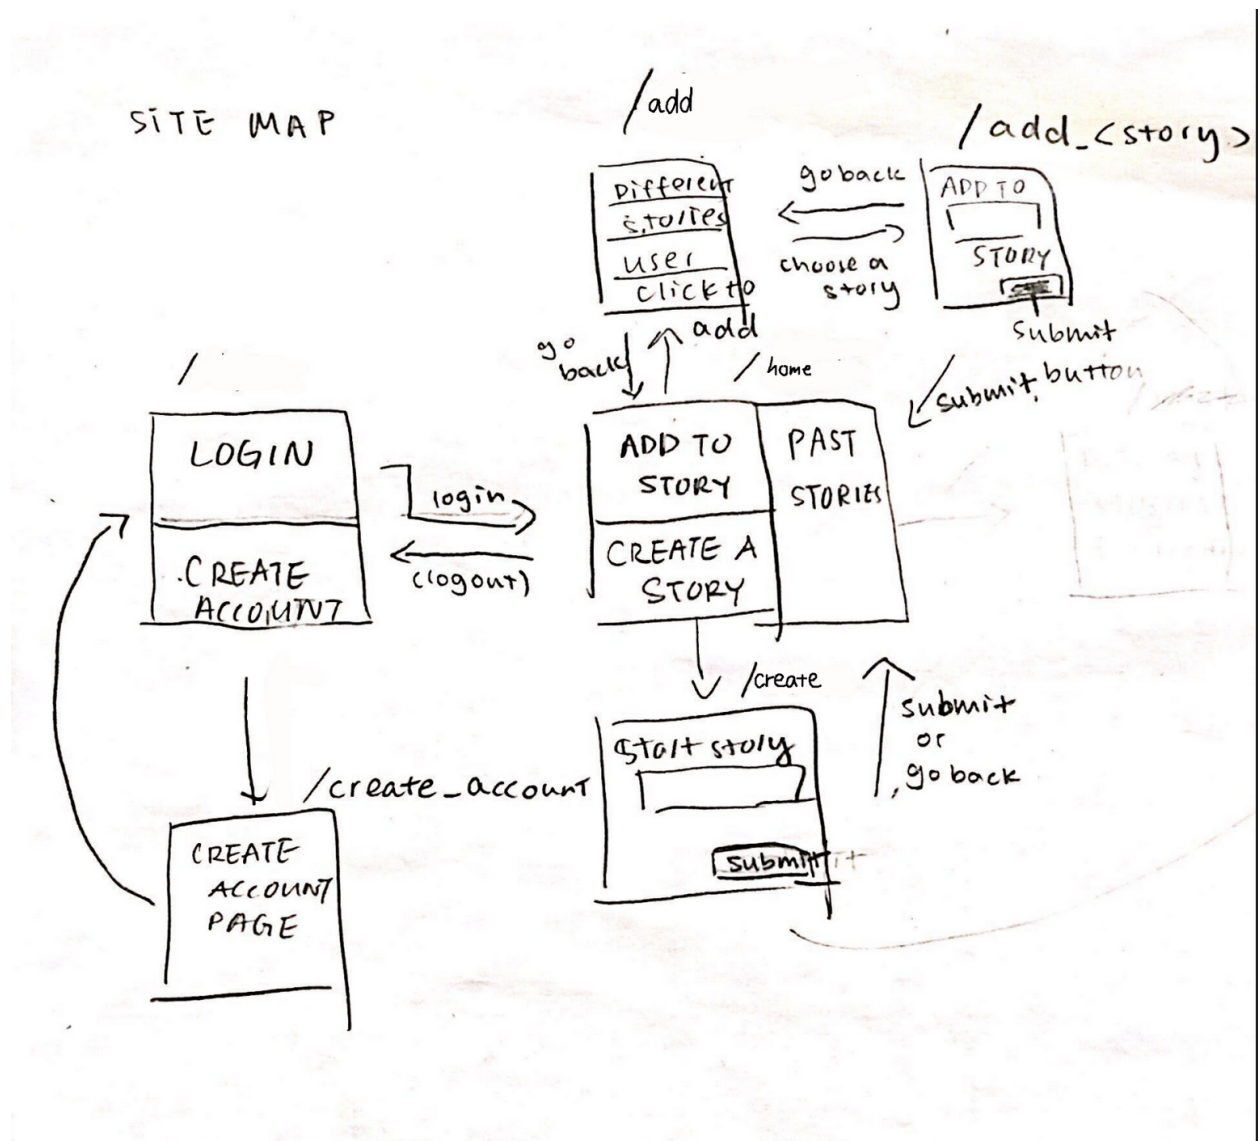 SITE MAP
/add
Different
stories
user
click to
add
go back
choose a
story
/add_<story>
ADD TO
STORY
submit
button
submit
go
back
/
LOGIN
CREATE
ACCOUNT
login
(logout)
/home
ADD TO
STORY
CREATE A
STORY
PAST
STORIES
/create
Start story
submit
submit
or
go back
/create_account
CREATE
ACCOUNT
PAGE